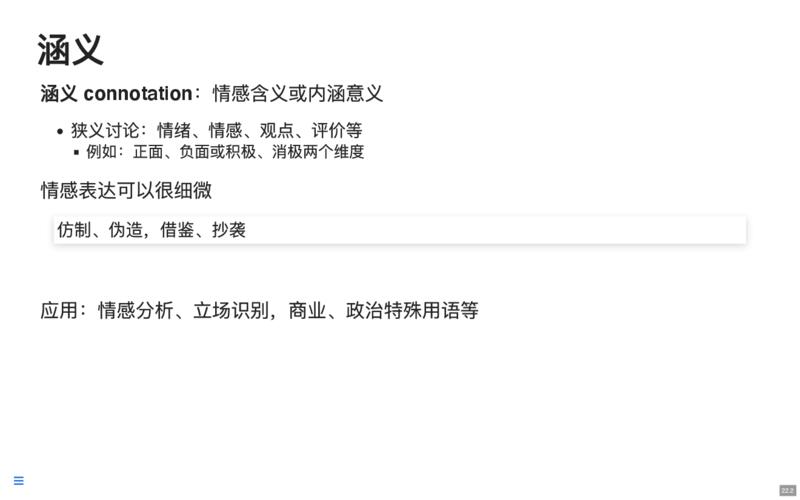 涵义
涵义 connotation：情感含义或内涵意义
狭义讨论：情绪、情感、观点、评价等
例如：正面、负面或积极、消极两个维度
情感表达可以很细微
仿制、伪造，借鉴、抄袭
应用：情感分析、立场识别，商业、政治特殊用语等
22.2